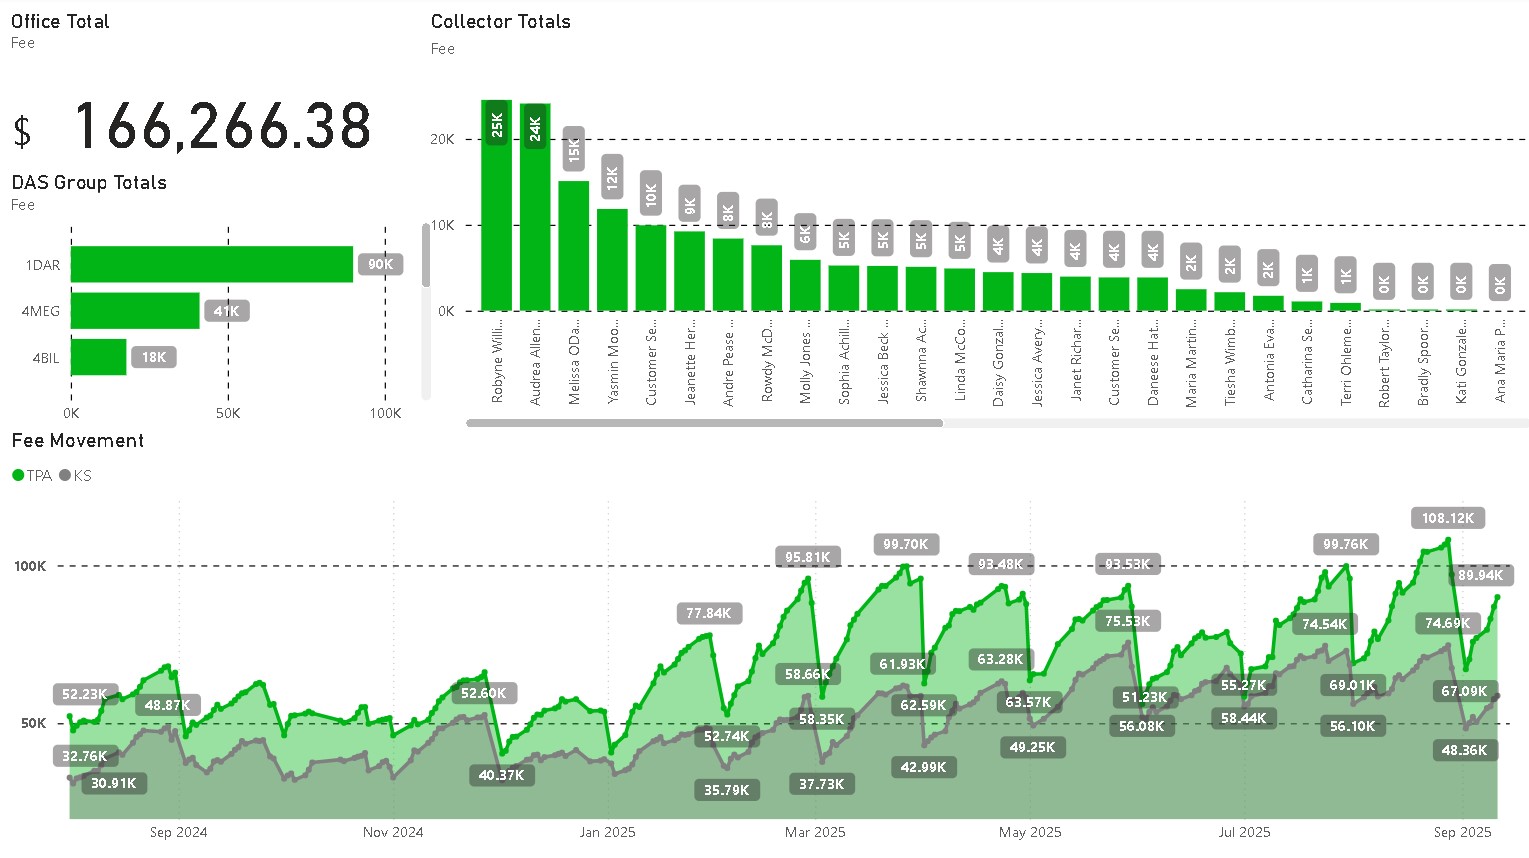 Office Total
Fee
$ 166,266.38
DAS Group Totals
Fee
1DAR 90K
4MEG 41K
4BIL 18K
0K 50K 100K
Collector Totals
Fee
20K
10K
0K
25K 24K 15K 12K 10K 9K 8K 8K 6K 5K 5K 5K 5K 4K 4K 4K 4K 4K 2K 2K 2K 1K 1K 0K 0K 0K 0K
Robyne Willi...
Audrea Allen...
Melissa ODa...
Yasmin Moo...
Customer Se...
Jeanette Her...
Andre Pease ...
Rowdy McD...
Molly Jones ...
Sophia Achill...
Jessica Beck ...
Shawnna Ac...
Linda McCo...
Daisy Gonzal...
Jessica Avery...
Janet Richar...
Customer Se...
Daneese Hat...
Maria Martin...
Tiesha Wimb...
Antonia Eva...
Catharina Se...
Terri Ohleme...
Robert Taylor...
Bradly Spoor...
Kati Gonzale...
Ana Maria P...
Fee Movement
TPA KS
108.12K
99.70K 99.76K
95.81K 93.48K 93.53K
100K
89.94K
77.84K
75.53K 74.54K 74.69K
58.66K 61.93K 63.28K
52.23K 48.87K 52.60K 51.23K 55.27K 69.01K 67.09K
62.59K 63.57K
50K
58.35K 58.44K
52.74K 56.08K 56.10K
32.76K 49.25K 48.36K
30.91K 40.37K 35.79K 37.73K 42.99K
Sep 2024 Nov 2024 Jan 2025 Mar 2025 May 2025 Jul 2025 Sep 2025